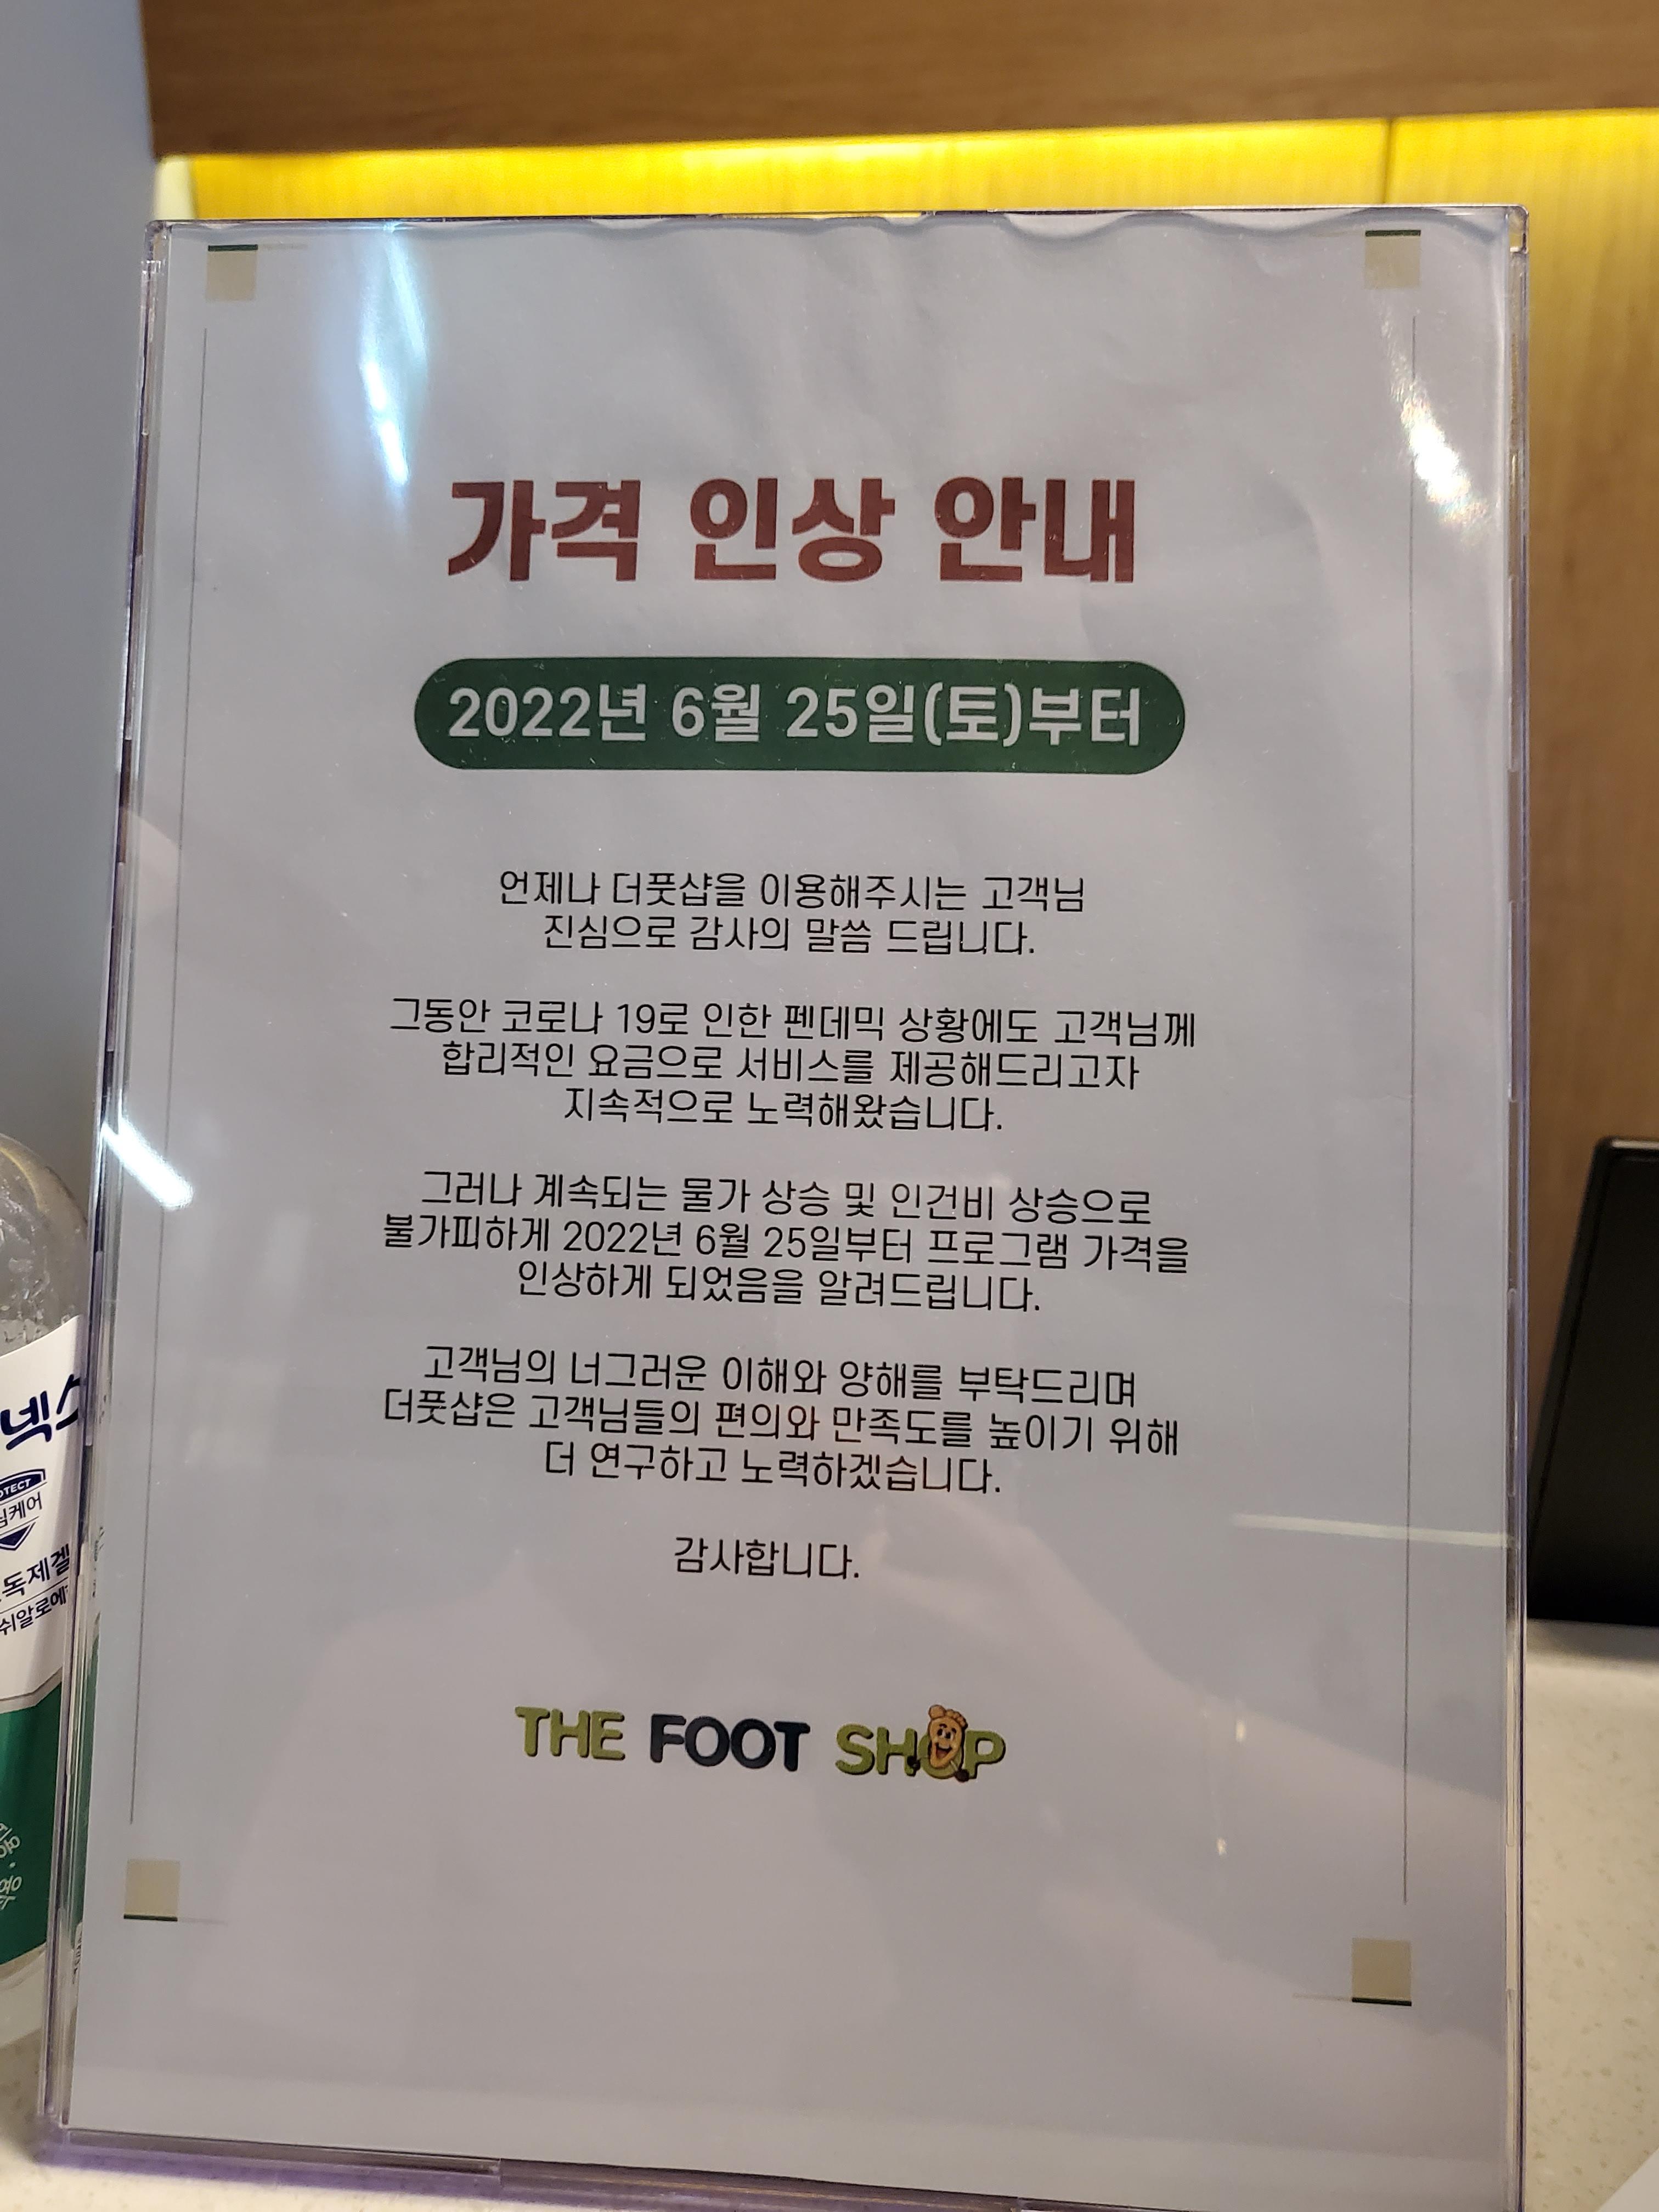 가격 인상 안내
2022년 6월 25일(토)부터
언제나 더풋샵을 이용해주시는 고객님
진심으로 감사의 말씀 드립니다.
그동안 코로나 19로 인한 펜데믹 상황에도 고객님께
합리적인 요금으로 서비스를 제공해드리고자
지속적으로 노력해왔습니다.
그러나 계속되는 물가 상승 및 인건비 상승으로
불가피하게 2022년 6월 25일부터 프로그램 가격을
인상하게 되었음을 알려드립니다.
고객님의 너그러운 이해와 양해를 부탁드리며
더풋샵은 고객님들의 편의와 만족도를 높이기 위해
더 연구하고 노력하겠습니다.
감사합니다.
THE FOOT SHOP